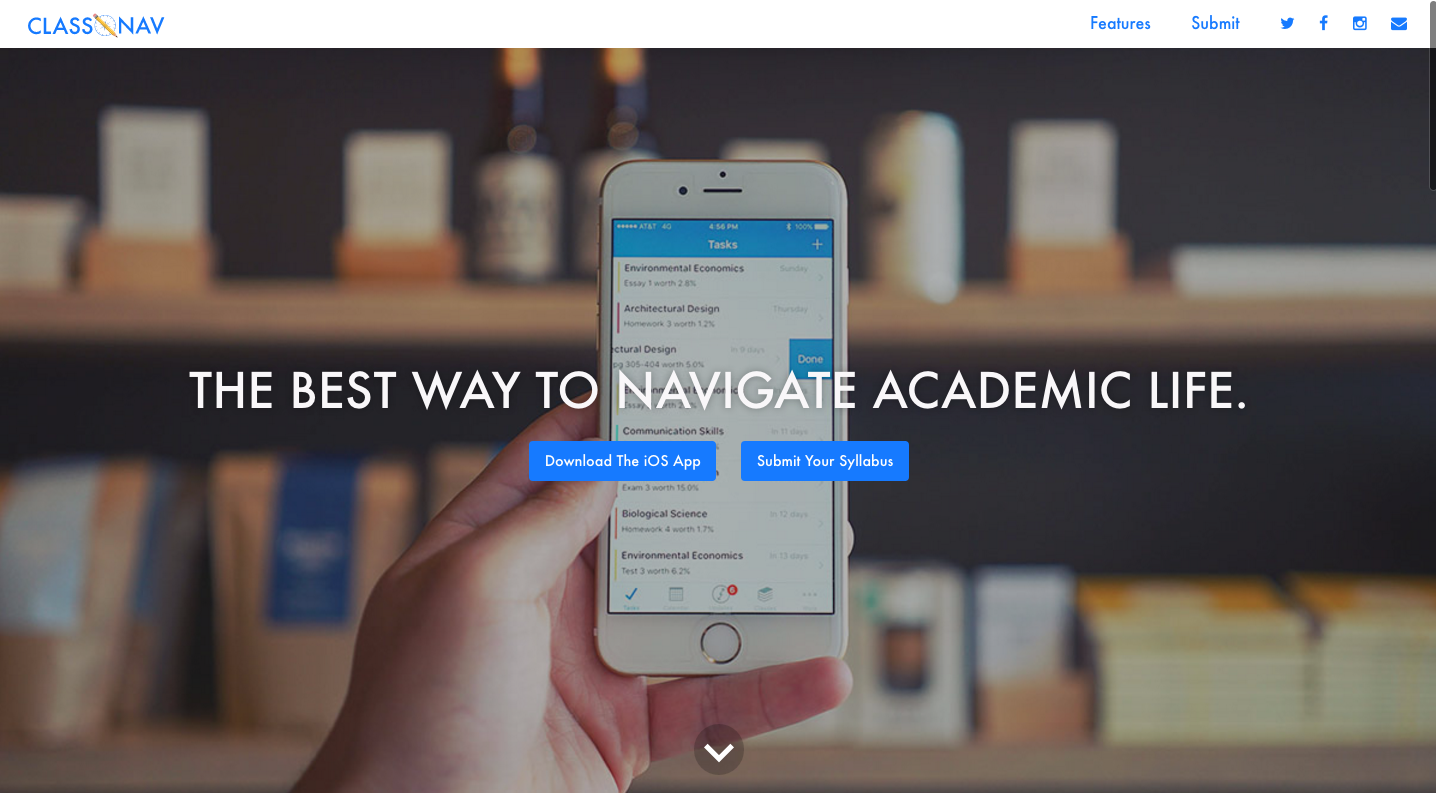 CLASS NAV
Features
Submit
AT&T 4G
4:56 PM
100%
Tasks
+
Environmental Economics
Sunday
Essay 1 worth 2.8%
Architectural Design
Thursday
Homework 3 worth 1.2%
ctural Design
in 9 days
Done
pg 305-404 worth 5.0%
THE BEST WAY TO NAVIGATE ACADEMIC LIFE.
Communication Skills
in 11 days
Download The iOS App
Submit Your Syllabus
Exam 3 worth 15.0%
Biological Science
in 12 days
Homework 4 worth 1.7%
Environmental Economics
in 13 days
Test 3 worth 6.2%
6
Tasks